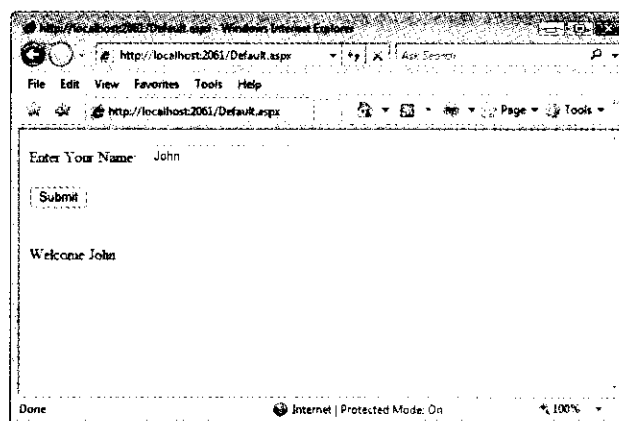 http://localhost:2061/Default.aspx - Windows Internet Explorer
http://localhost:2061/Default.aspx Ask Search
File Edit View Favorites Tools Help
http://localhost:2061/Default.aspx Page Tools
Enter Your Name: John
Submit
Welcome John
Done Internet | Protected Mode: On 100%